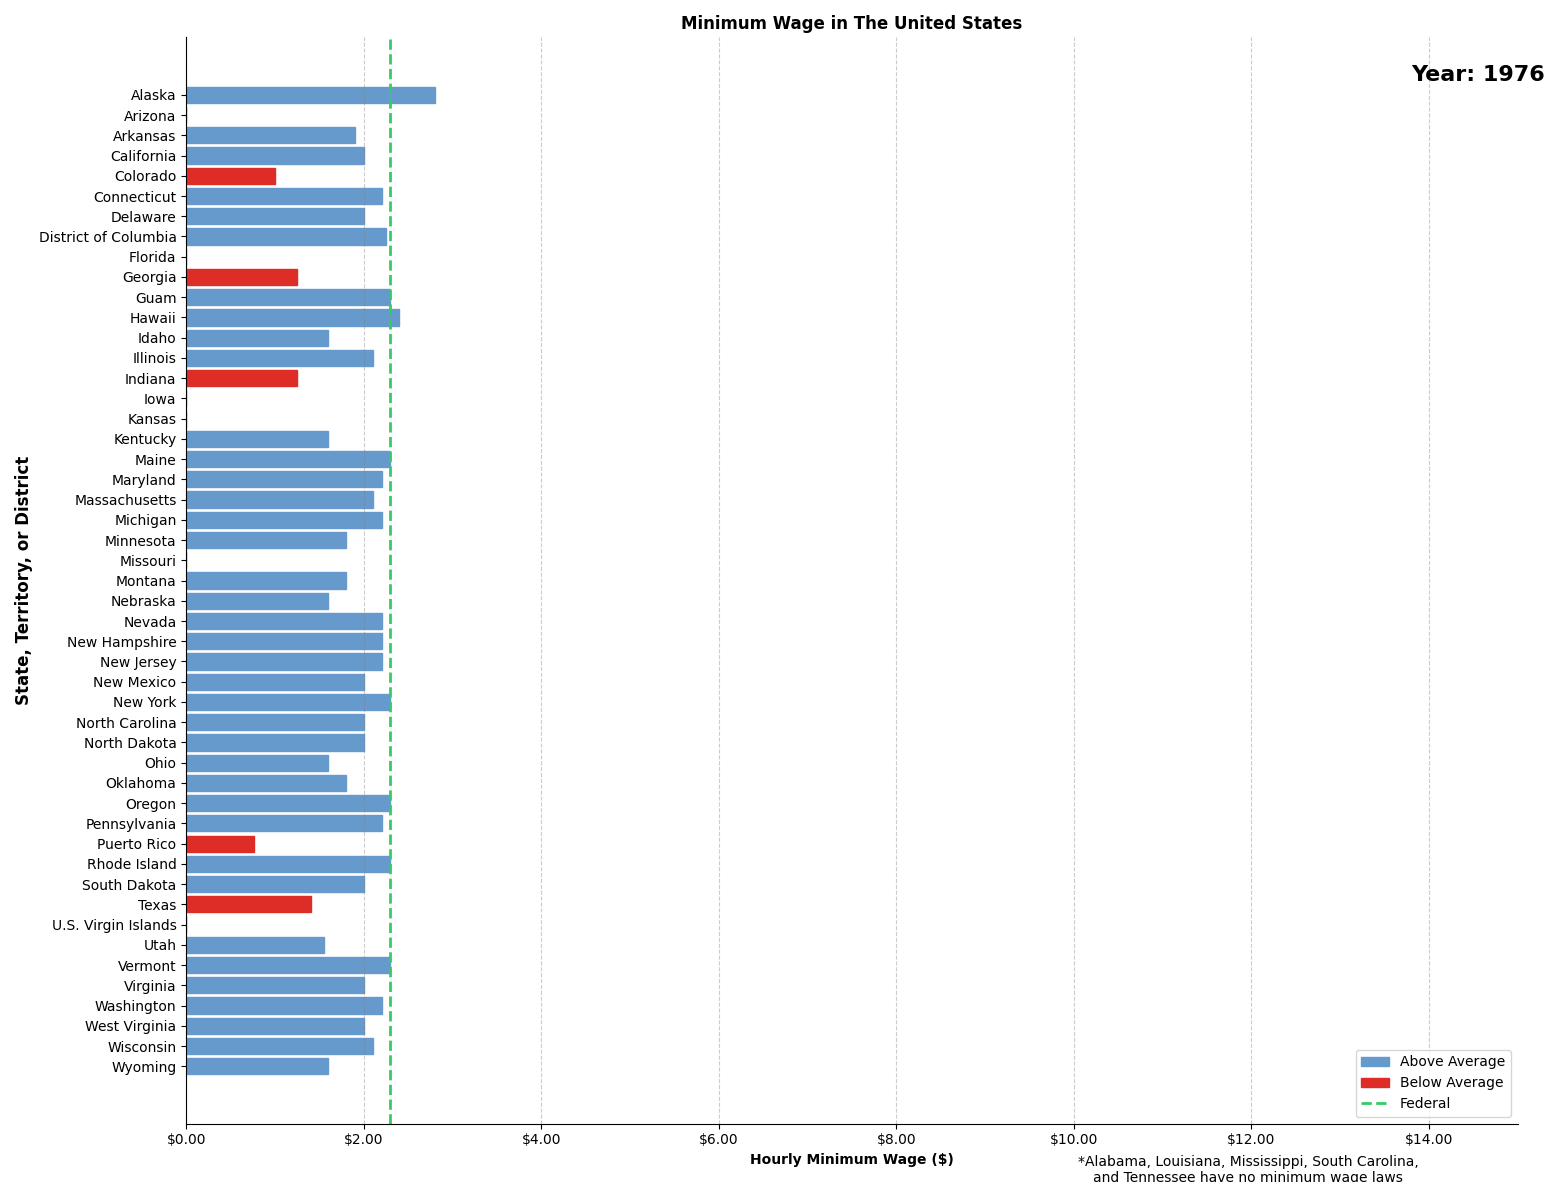 Minimum Wage in The United States
Year: 1976
State, Territory, or District
Alaska
Arizona
Arkansas
California
Colorado
Connecticut
Delaware
District of Columbia
Florida
Georgia
Guam
Hawaii
Idaho
Illinois
Indiana
Iowa
Kansas
Kentucky
Maine
Maryland
Massachusetts
Michigan
Minnesota
Missouri
Montana
Nebraska
Nevada
New Hampshire
New Jersey
New Mexico
New York
North Carolina
North Dakota
Ohio
Oklahoma
Oregon
Pennsylvania
Puerto Rico
Rhode Island
South Dakota
Texas
U.S. Virgin Islands
Utah
Vermont
Virginia
Washington
West Virginia
Wisconsin
Wyoming
Above Average
Below Average
Federal
$0.00 $2.00 $4.00 $6.00 $8.00 $10.00 $12.00 $14.00
Hourly Minimum Wage ($)
*Alabama, Louisiana, Mississippi, South Carolina,
and Tennessee have no minimum wage laws